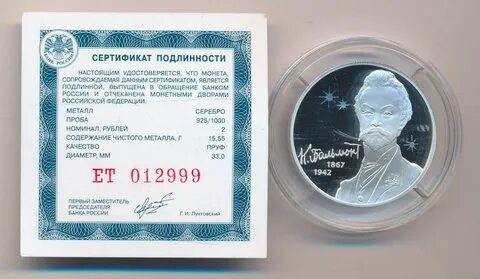 СЕРТИФИКАТ ПОДЛИННОСТИ
НАСТОЯЩИМ УДОСТОВЕРЯЕТСЯ, ЧТО МОНЕТА,
СОПРОВОЖДАЕМАЯ ДАННЫМ СЕРТИФИКАТОМ, ЯВЛЯЕТСЯ
ПОДЛИННОЙ, ВЫПУЩЕНА В ОБРАЩЕНИЕ БАНКОМ
РОССИИ И ОТЧЕКАНЕНА МОНЕТНЫМИ ДВОРАМИ
РОССИЙСКОЙ ФЕДЕРАЦИИ.
МЕТАЛЛ СЕРЕБРО
ПРОБА 925/1000
НОМИНАЛ, РУБЛЕЙ 2
СОДЕРЖАНИЕ ЧИСТОГО МЕТАЛЛА, Г 15,55
КАЧЕСТВО ПРУФ
ДИАМЕТР, ММ 33,0
ЕТ 012999
ПЕРВЫЙ ЗАМЕСТИТЕЛЬ
ПРЕДСЕДАТЕЛЯ
БАНКА РОССИИ
Г.И. Лунтовский
К. Бальмонт
1867
1942